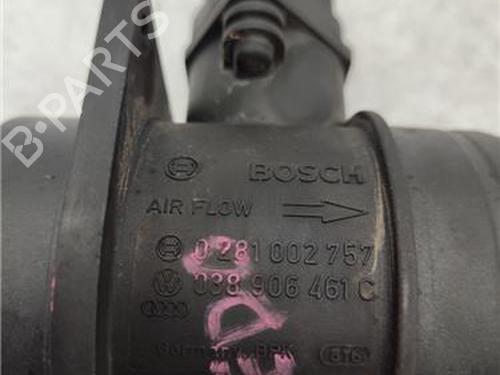 BOSCH
AIR FLOW
0 281 002 757
038 906 461 C
Germany
B-PARTS